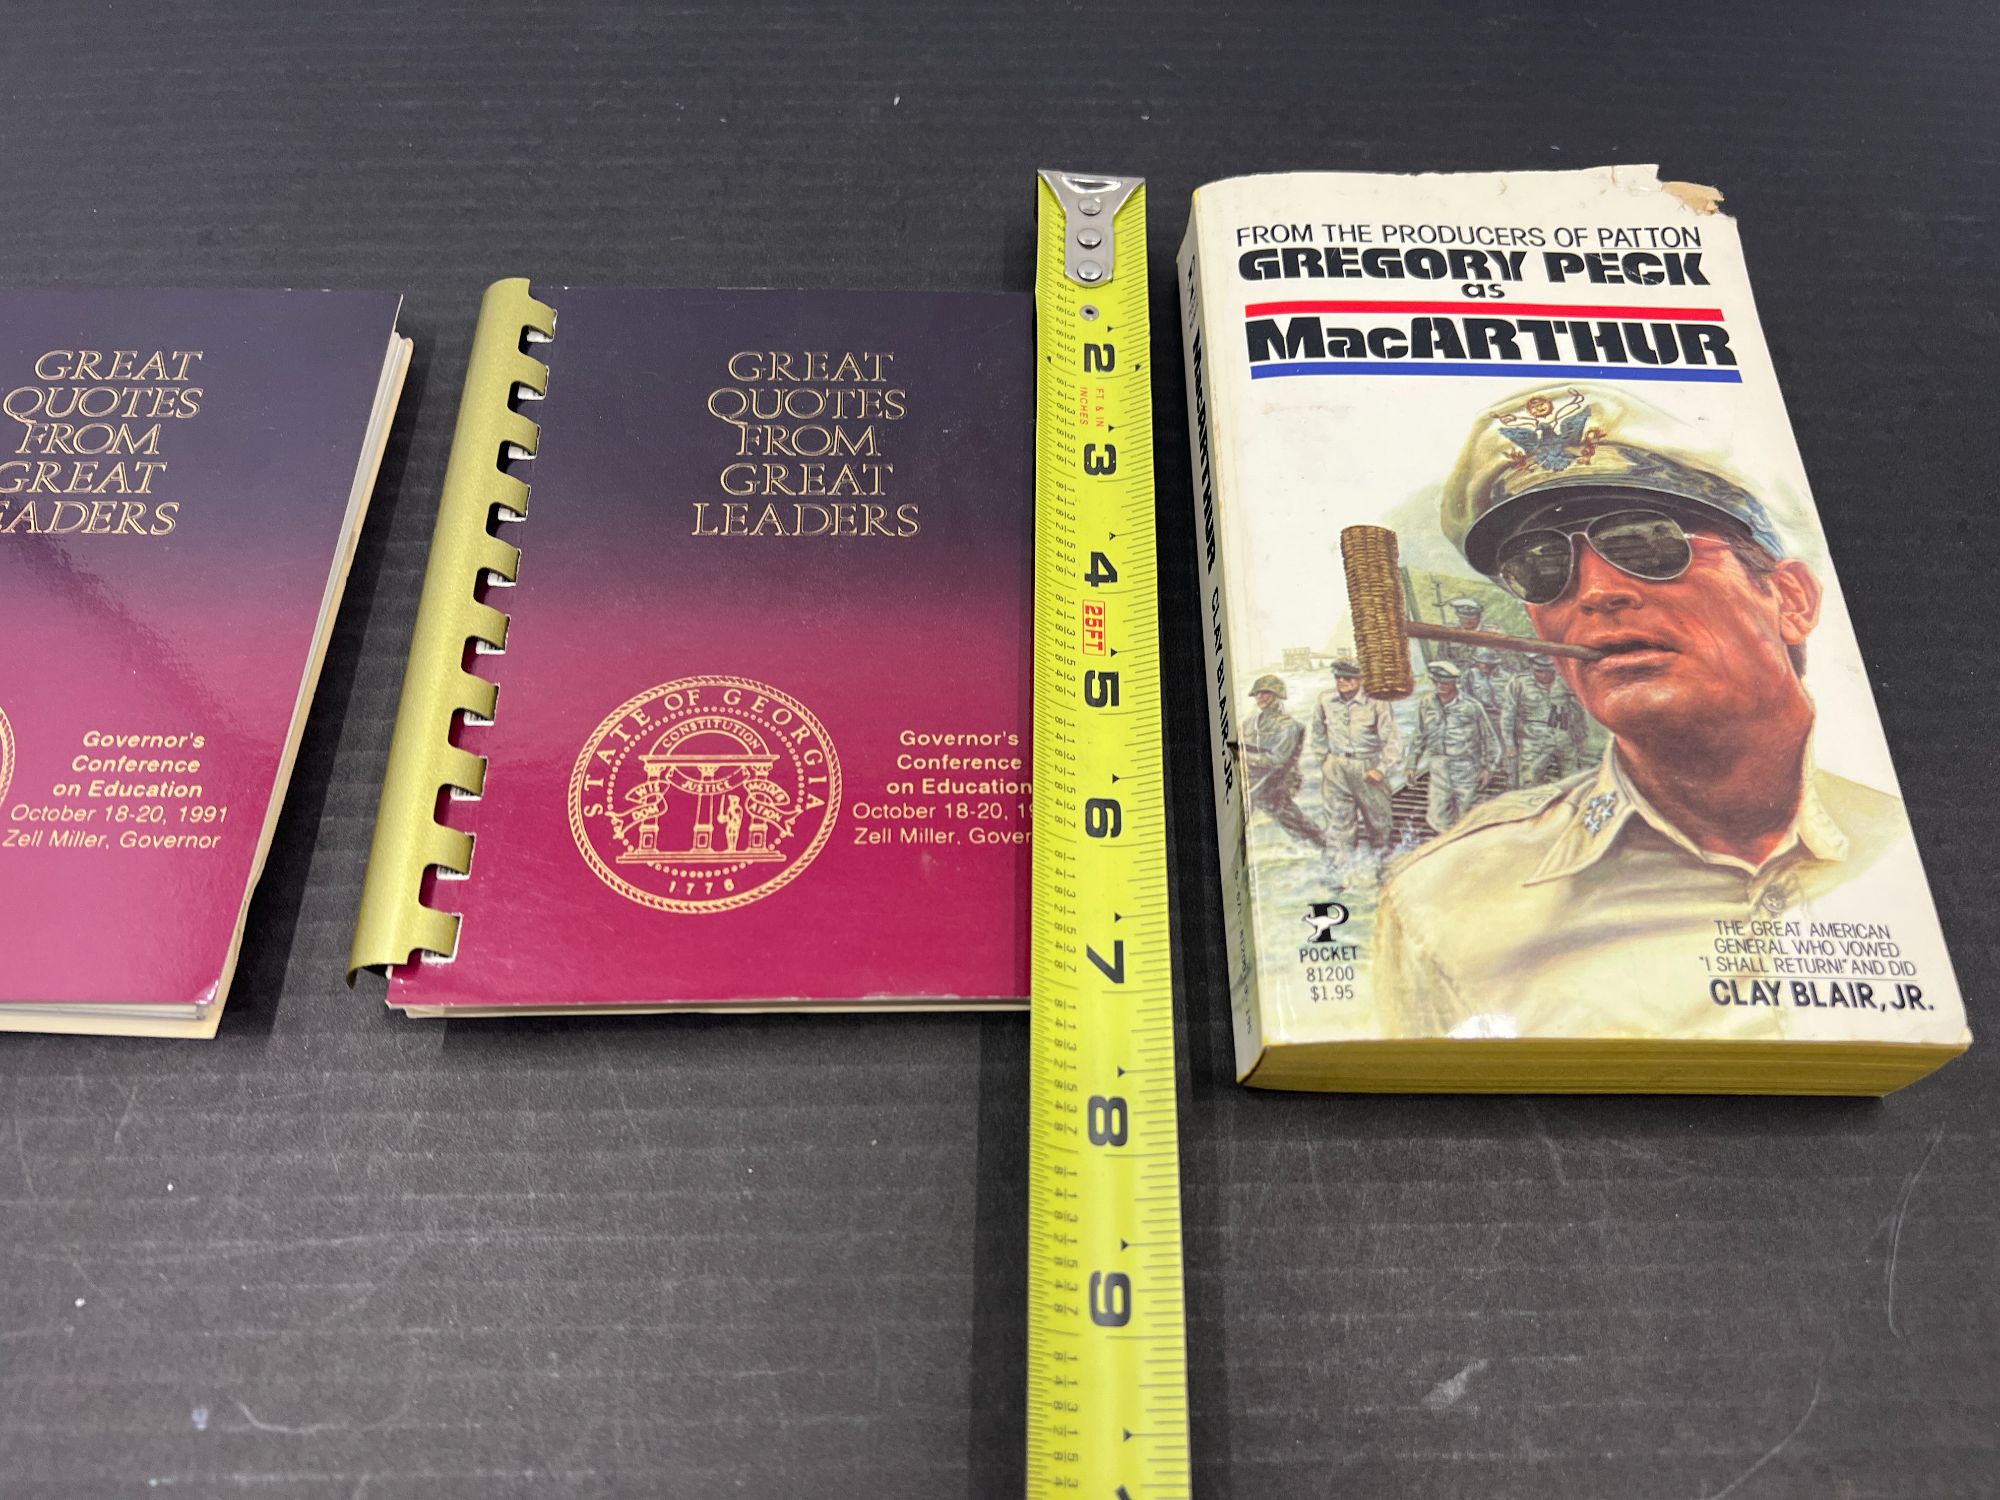 GREAT
QUOTES
FROM
GREAT
EADERS
Governor's
Conference
on Education
October 18-20, 1991
Zell Miller, Governor
GREAT
QUOTES
FROM
GREAT
LEADERS
STATE OF GEORGIA
CONSTITUTION
WISDOM
JUSTICE
MODERATION
1776
Governor's
Conference
on Education
October 18-20, 19
Zell Miller, Gover
2
FT & IN
INCHES
3
4
25FT
5
6
7
8
9
FROM THE PRODUCERS OF PATTON
GREGORY PECK
as
MacARTHUR
THE GREAT AMERICAN
GENERAL WHO VOWED
"I SHALL RETURN!" AND DID
CLAY BLAIR, JR.
POCKET
81200
$1.95
MacARTHUR CLAY BLAIR, JR.